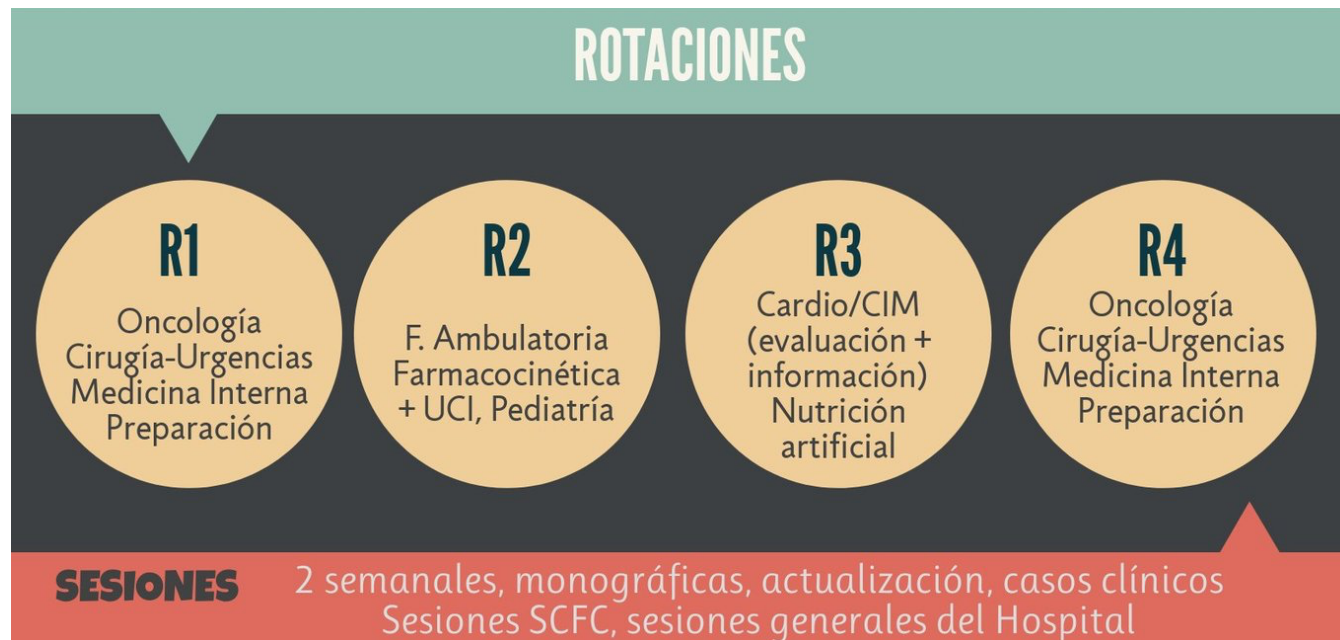 ROTACIONES
R1
Oncología
Cirugía-Urgencias
Medicina Interna
Preparación
R2
F. Ambulatoria
Farmacocinética
+ UCI, Pediatría
R3
Cardio/CIM
(evaluación +
información)
Nutrición
artificial
R4
Oncología
Cirugía-Urgencias
Medicina Interna
Preparación
SESIONES
2 semanales, monográficas, actualización, casos clínicos
Sesiones SCFC, sesiones generales del Hospital